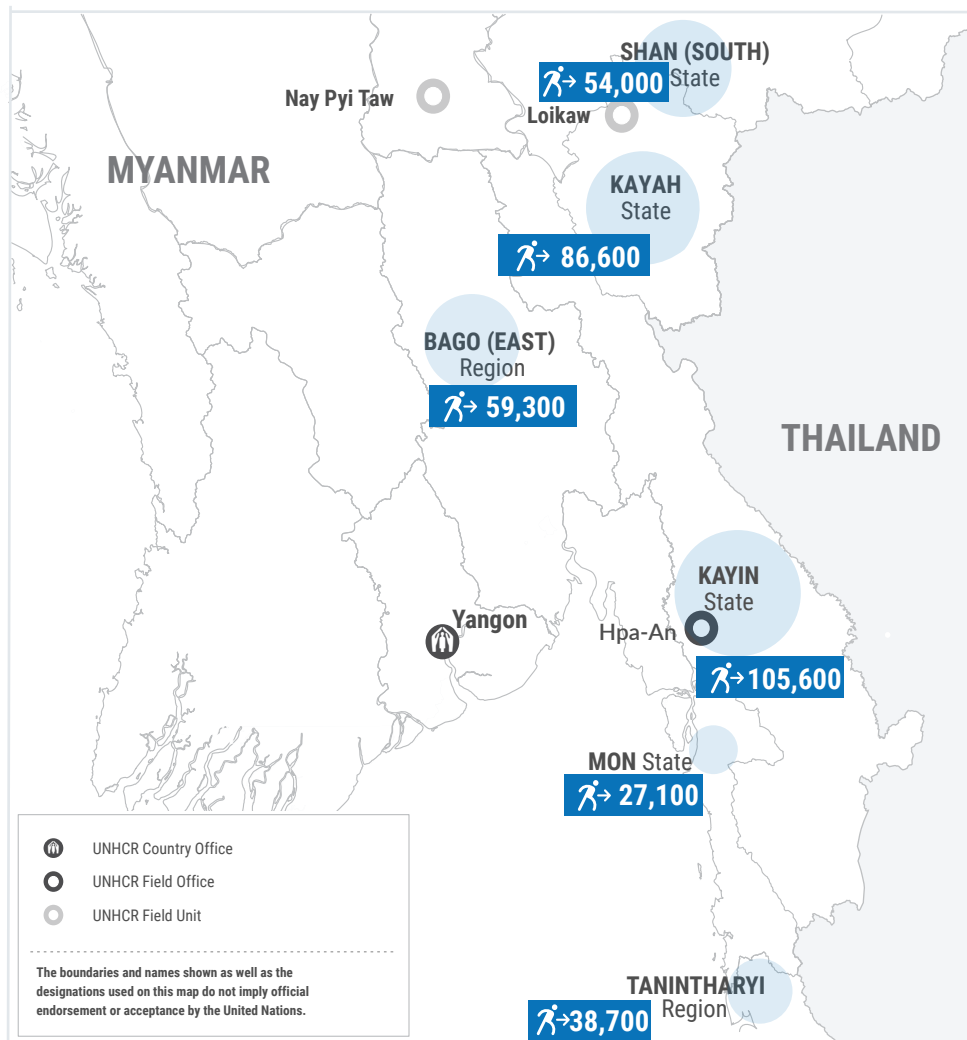 SHAN (SOUTH)
State
54,000
Nay Pyi Taw
Loikaw
MYANMAR
KAYAH
State
86,600
BAGO (EAST)
Region
59,300
THAILAND
KAYIN
State
Yangon
Hpa-An
105,600
MON State
27,100
UNHCR Country Office
UNHCR Field Office
UNHCR Field Unit
The boundaries and names shown as well as the
designations used on this map do not imply official
endorsement or acceptance by the United Nations.
TANINTHARYI
Region
38,700